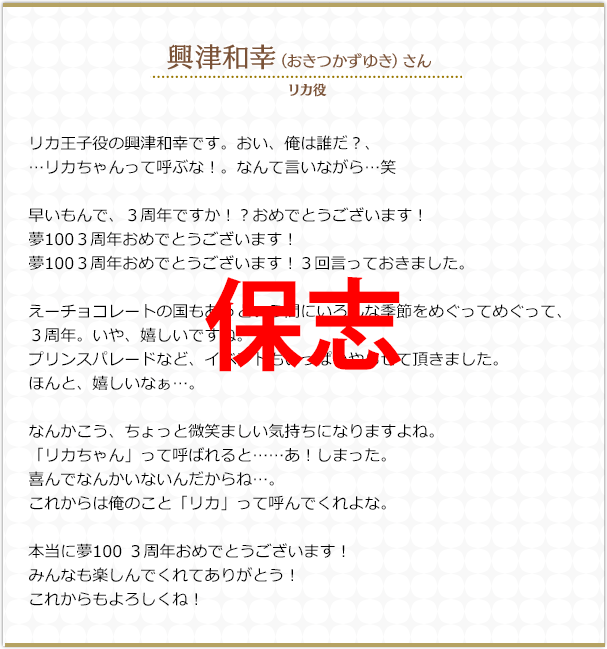 興津和幸（おきつかずゆき）さん
リカ役
リカ王子役の興津和幸です。おい、俺は誰だ？、
…リカちゃんって呼ぶな！。なんて言いながら…笑
早いもんで、３周年ですか！？おめでとうございます！
夢100３周年おめでとうございます！
夢100３周年おめでとうございます！３回言っておきました。
えーチョコレートの国もあ
いろんな季節をめぐってめぐって、
保志
３周年。いや、嬉しいですね。
プリンスパレードなど、イベ
せて頂きました。
ほんと、嬉しいなぁ…。
なんかこう、ちょっと微笑ましい気持ちになりますよね。
「リカちゃん」って呼ばれると……あ！しまった。
喜んでなんかいないんだからね…。
これからは俺のこと「リカ」って呼んでくれよな。
本当に夢100 ３周年おめでとうございます！
みんなも楽しんでくれてありがとう！
これからもよろしくね！